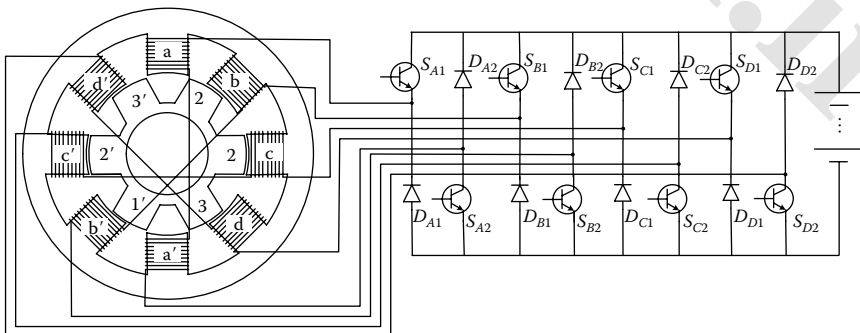 a
b
c
d
a′
b′
c′
d′
2
2
3
1′
2′
3′
S_A1
D_A2
S_B1
D_B2
S_C1
D_C2
S_D1
D_D2
D_A1
S_A2
D_B1
S_B2
D_C1
S_C2
D_D1
S_D2